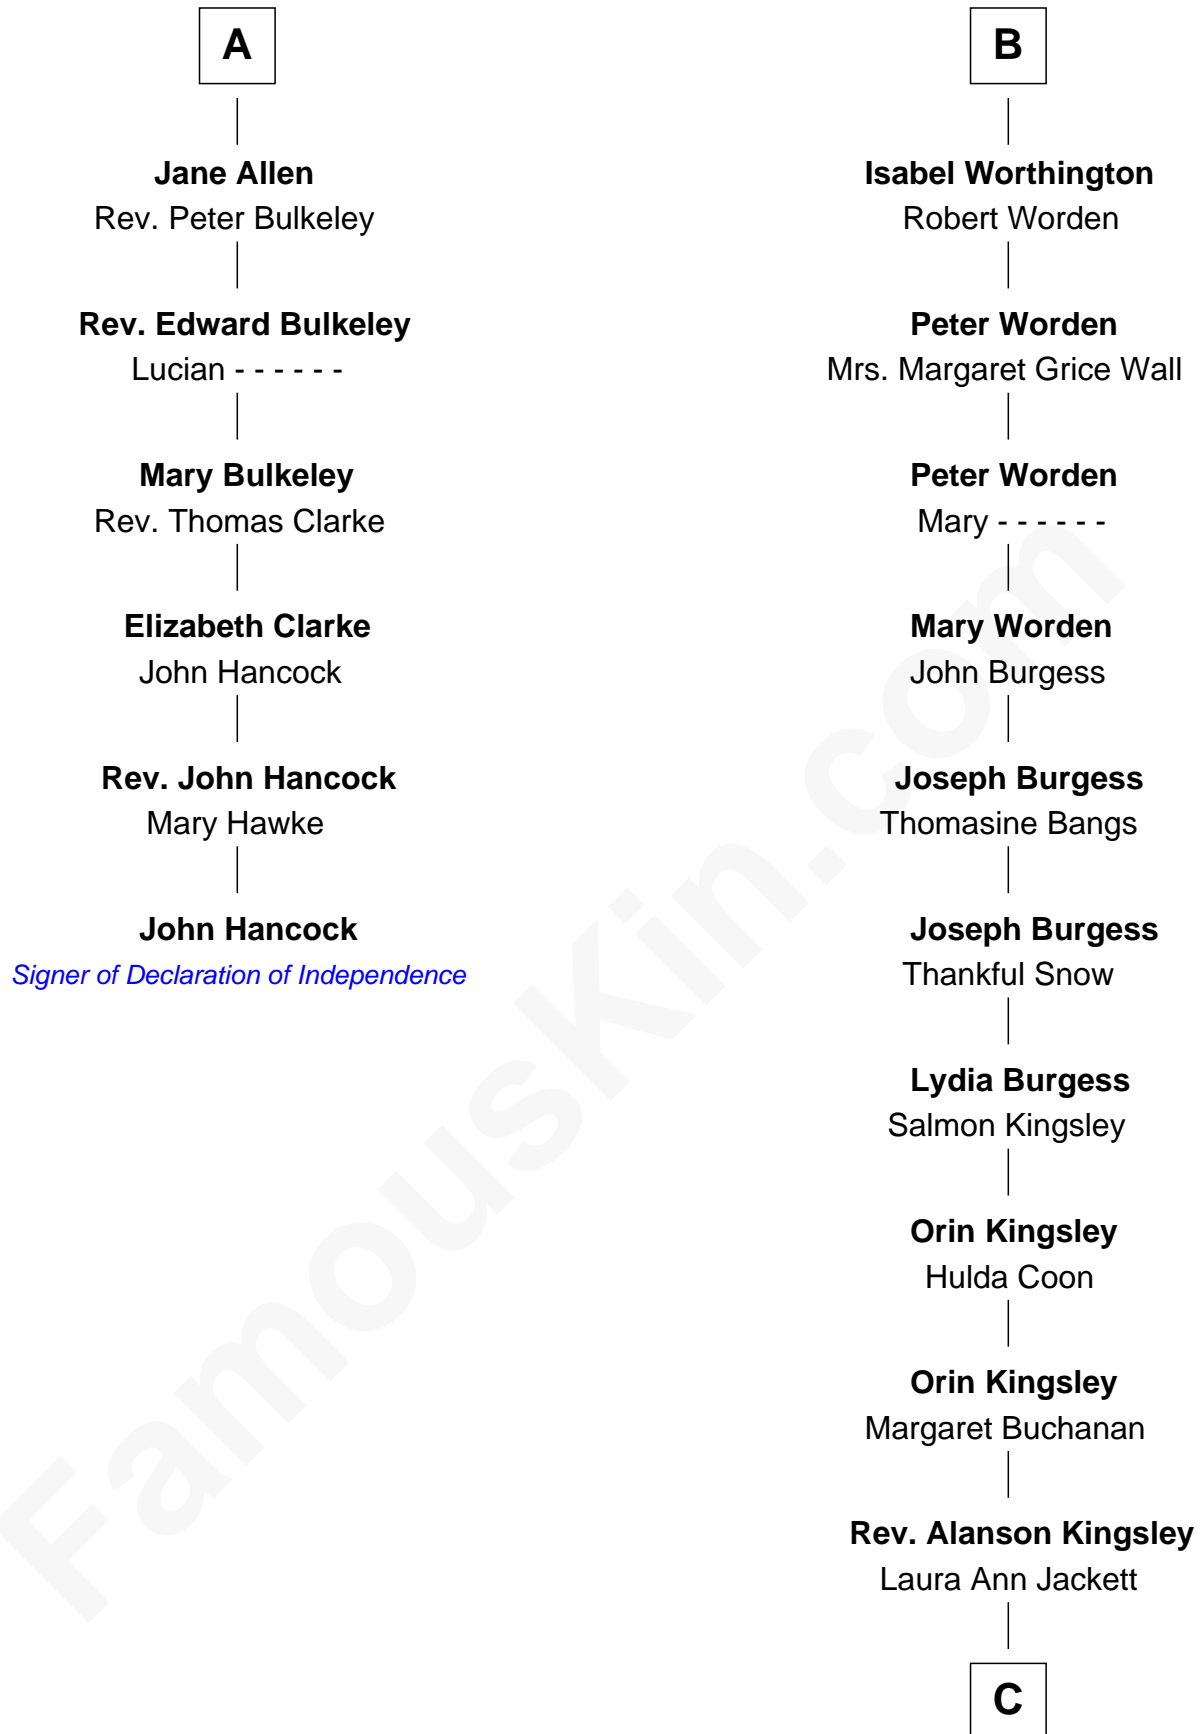 A
Jane Allen
Rev. Peter Bulkeley
Rev. Edward Bulkeley
Lucian - - - - - -
Mary Bulkeley
Rev. Thomas Clarke
Elizabeth Clarke
John Hancock
Rev. John Hancock
Mary Hawke
John Hancock
Signer of Declaration of Independence
B
Isabel Worthington
Robert Worden
Peter Worden
Mrs. Margaret Grice Wall
Peter Worden
Mary - - - - - -
Mary Worden
John Burgess
Joseph Burgess
Thomasine Bangs
Joseph Burgess
Thankful Snow
Lydia Burgess
Salmon Kingsley
Orin Kingsley
Hulda Coon
Orin Kingsley
Margaret Buchanan
Rev. Alanson Kingsley
Laura Ann Jackett
C
FamousKin.com